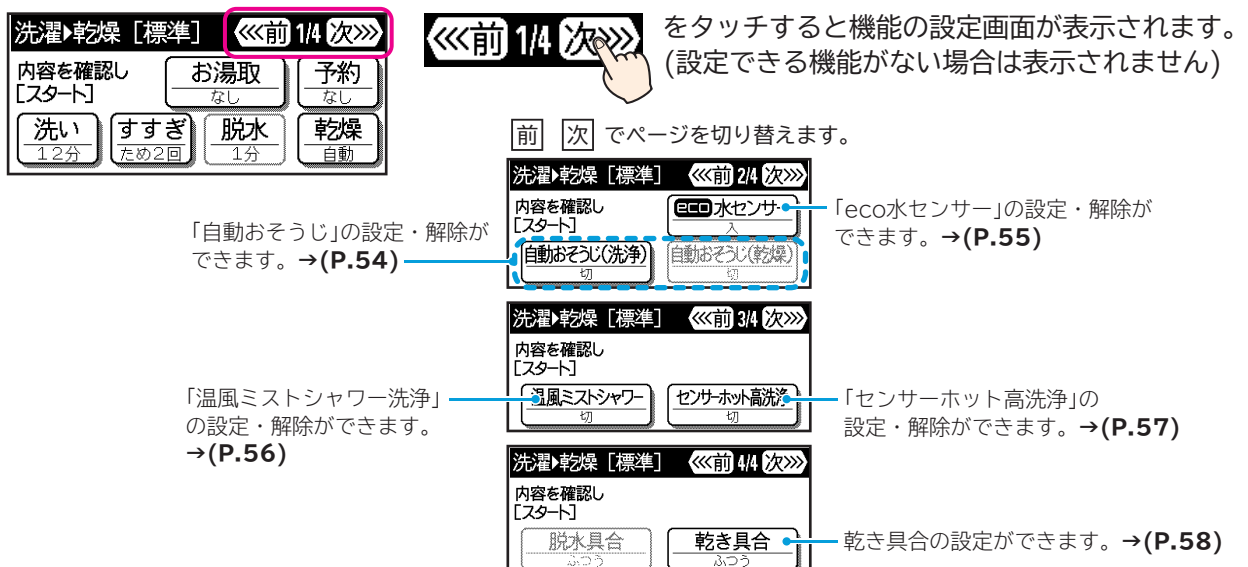 洗濯▶乾燥［標準］ 《《前 1/4 次》》
内容を確認し
［スタート］
お湯取
なし
予約
なし
洗い
12分
すすぎ
ため2回
脱水
1分
乾燥
自動
《《前 1/4 次》》
をタッチすると機能の設定画面が表示されます。
(設定できる機能がない場合は表示されません)
前 次 でページを切り替えます。
洗濯▶乾燥［標準］ 《《前 2/4 次》》
内容を確認し
［スタート］
eco水センサー
入
自動おそうじ(洗浄)
切
自動おそうじ(乾燥)
切
「自動おそうじ」の設定・解除が
できます。→(P.54)
「eco水センサー」の設定・解除が
できます。→(P.55)
洗濯▶乾燥［標準］ 《《前 3/4 次》》
内容を確認し
［スタート］
温風ミストシャワー
切
センサーホット高洗浄
切
「温風ミストシャワー洗浄」
の設定・解除ができます。
→(P.56)
「センサーホット高洗浄」の
設定・解除ができます。→(P.57)
洗濯▶乾燥［標準］ 《《前 4/4 次》》
内容を確認し
［スタート］
脱水具合
ふつう
乾き具合
ふつう
乾き具合の設定ができます。→(P.58)